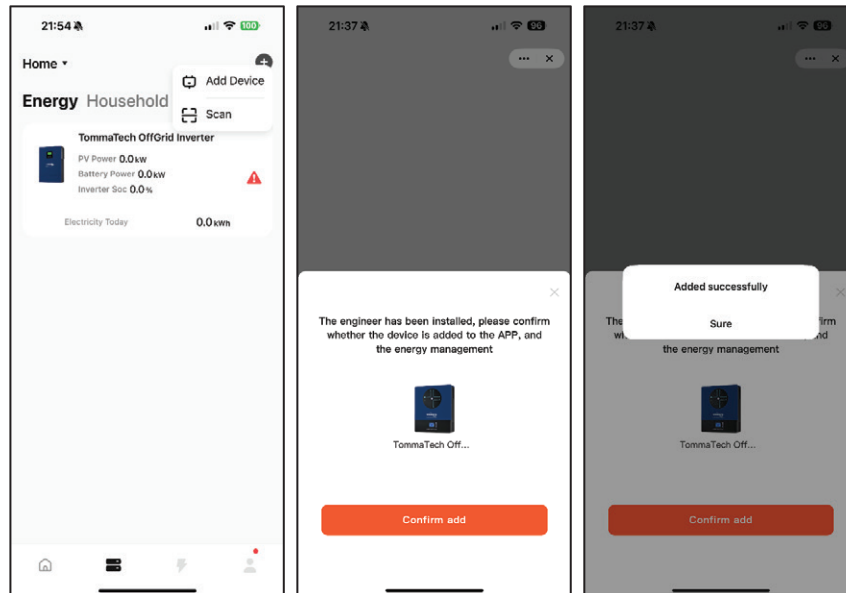 21:54
100
Home
Add Device
Energy Household
Scan
TommaTech OffGrid Inverter
PV Power 0.0kw
Battery Power 0.0kw
Inverter Soc 0.0%
Electricity Today 0.0kWh
21:37
96
The engineer has been installed, please confirm
whether the device is added to the APP, and
the energy management
TommaTech Off...
Confirm add
21:37
96
Added successfully
Sure
The
firm
nd
the energy management
TommaTech Off...
Confirm add